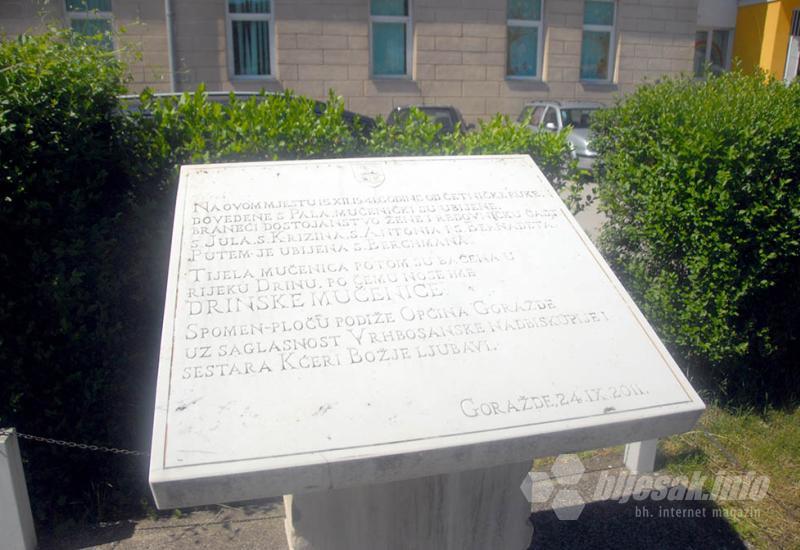 NA OVOM MJESTU 15.XII.1941.GODINE OD ČETNIČKE RUKE,
DOVEDENE S PALA, MUČENIČKI SU UBIJENE,
BRANEĆI DOSTOJANSTVO ŽENE I REDOVNIČKU ČAST
S. JULA, S. KRIZINA, S. ANTONIA I S. BERNADETA.
PUTEM JE UBIJENA S. BERCHMANA.
TIJELA MUČENICA POTOM SU BAČENA U
RIJEKU DRINU, PO ČEMU NOSE IME
DRINSKE MUČENICE.
SPOMEN-PLOČU PODIŽE OPĆINA GORAŽDE
UZ SAGLASNOST VRHBOSANSKE NADBISKUPIJE I
SESTARA KĆERI BOŽJE LJUBAVI.
GORAŽDE, 24.IX.2011.
bljesak.info
bh. internet magazin